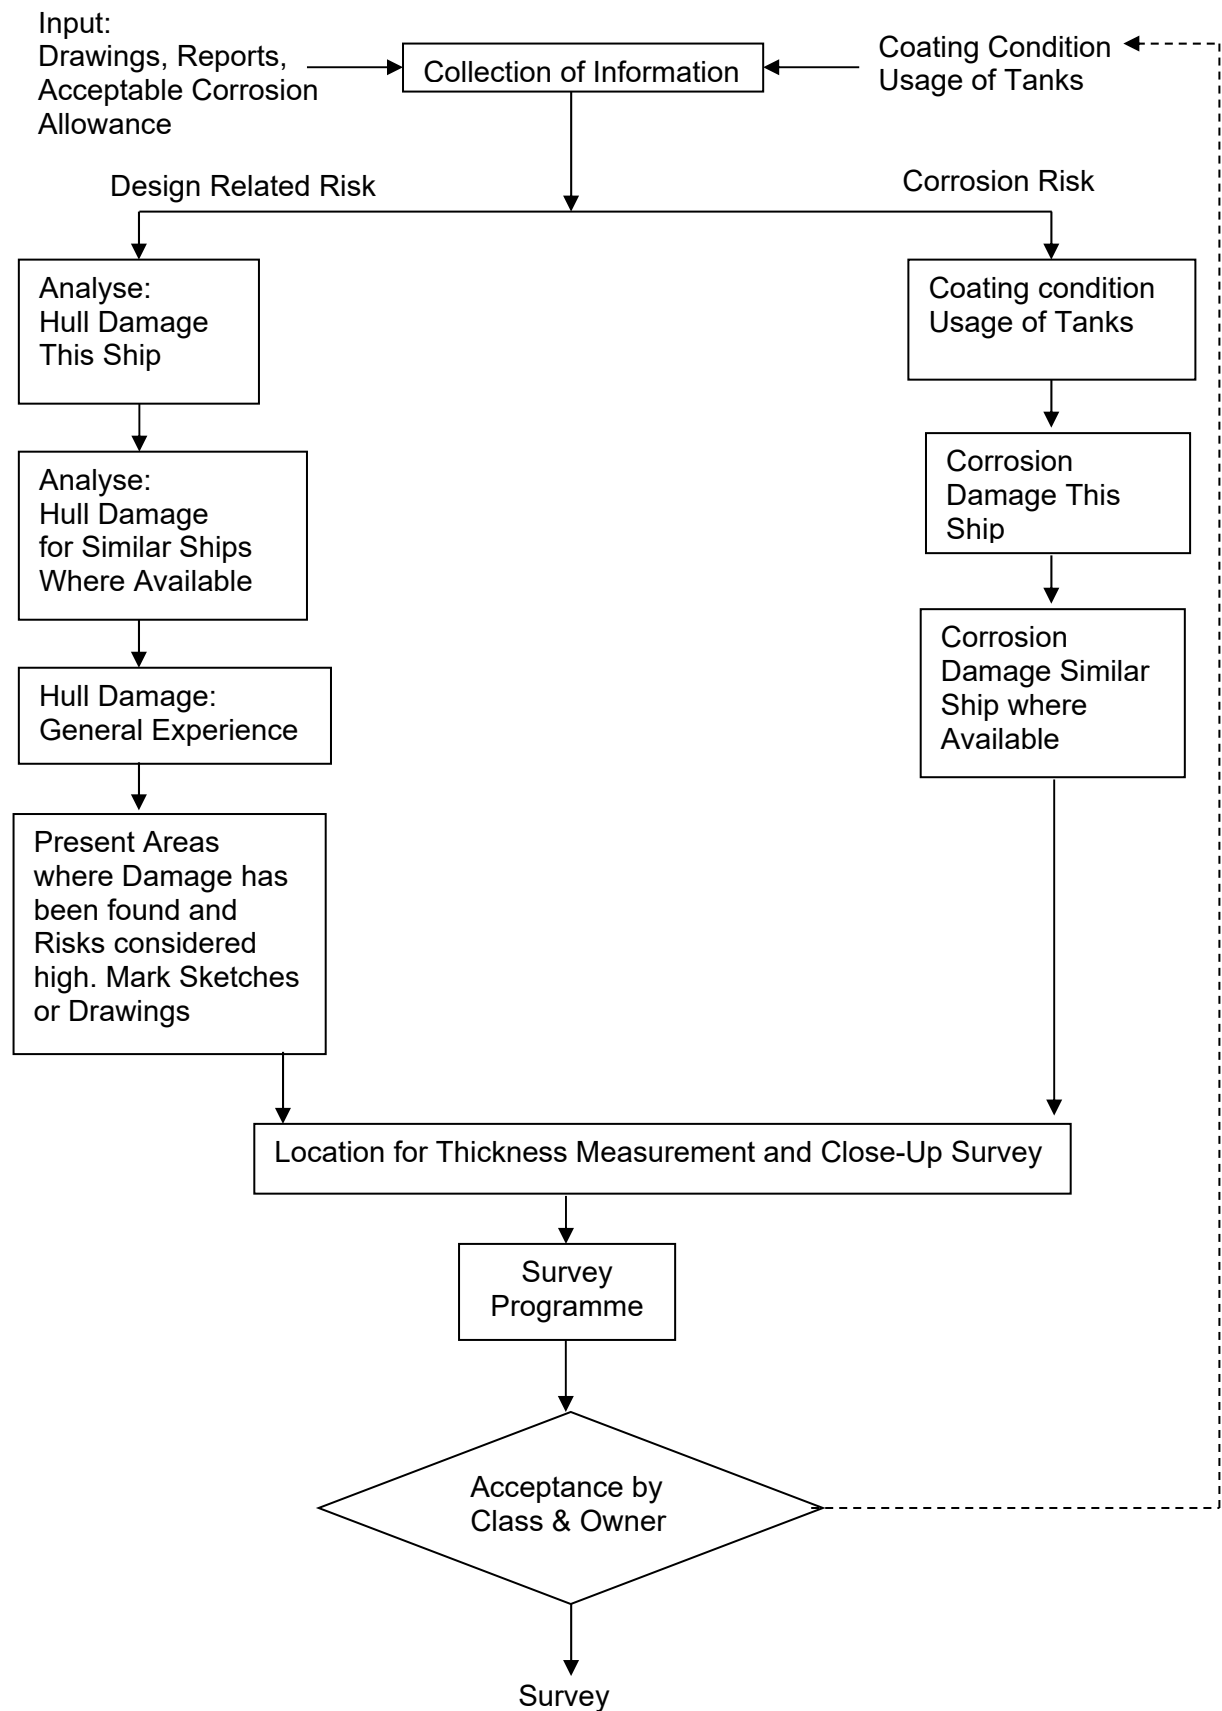 Input:
Drawings, Reports,
Acceptable Corrosion
Allowance
Collection of Information
Coating Condition
Usage of Tanks
Design Related Risk
Corrosion Risk
Analyse:
Hull Damage
This Ship
Analyse:
Hull Damage
for Similar Ships
Where Available
Hull Damage:
General Experience
Present Areas
where Damage has
been found and
Risks considered
high. Mark Sketches
or Drawings
Coating condition
Usage of Tanks
Corrosion
Damage This
Ship
Corrosion
Damage Similar
Ship where
Available
Location for Thickness Measurement and Close-Up Survey
Survey
Programme
Acceptance by
Class & Owner
Survey